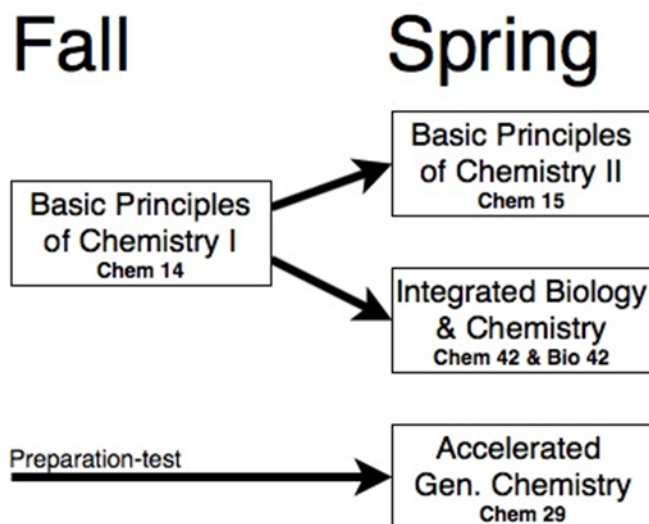 Fall
Spring
Basic Principles
of Chemistry I
Chem 14
Basic Principles
of Chemistry II
Chem 15
Integrated Biology
& Chemistry
Chem 42 & Bio 42
Preparation-test
Accelerated
Gen. Chemistry
Chem 29